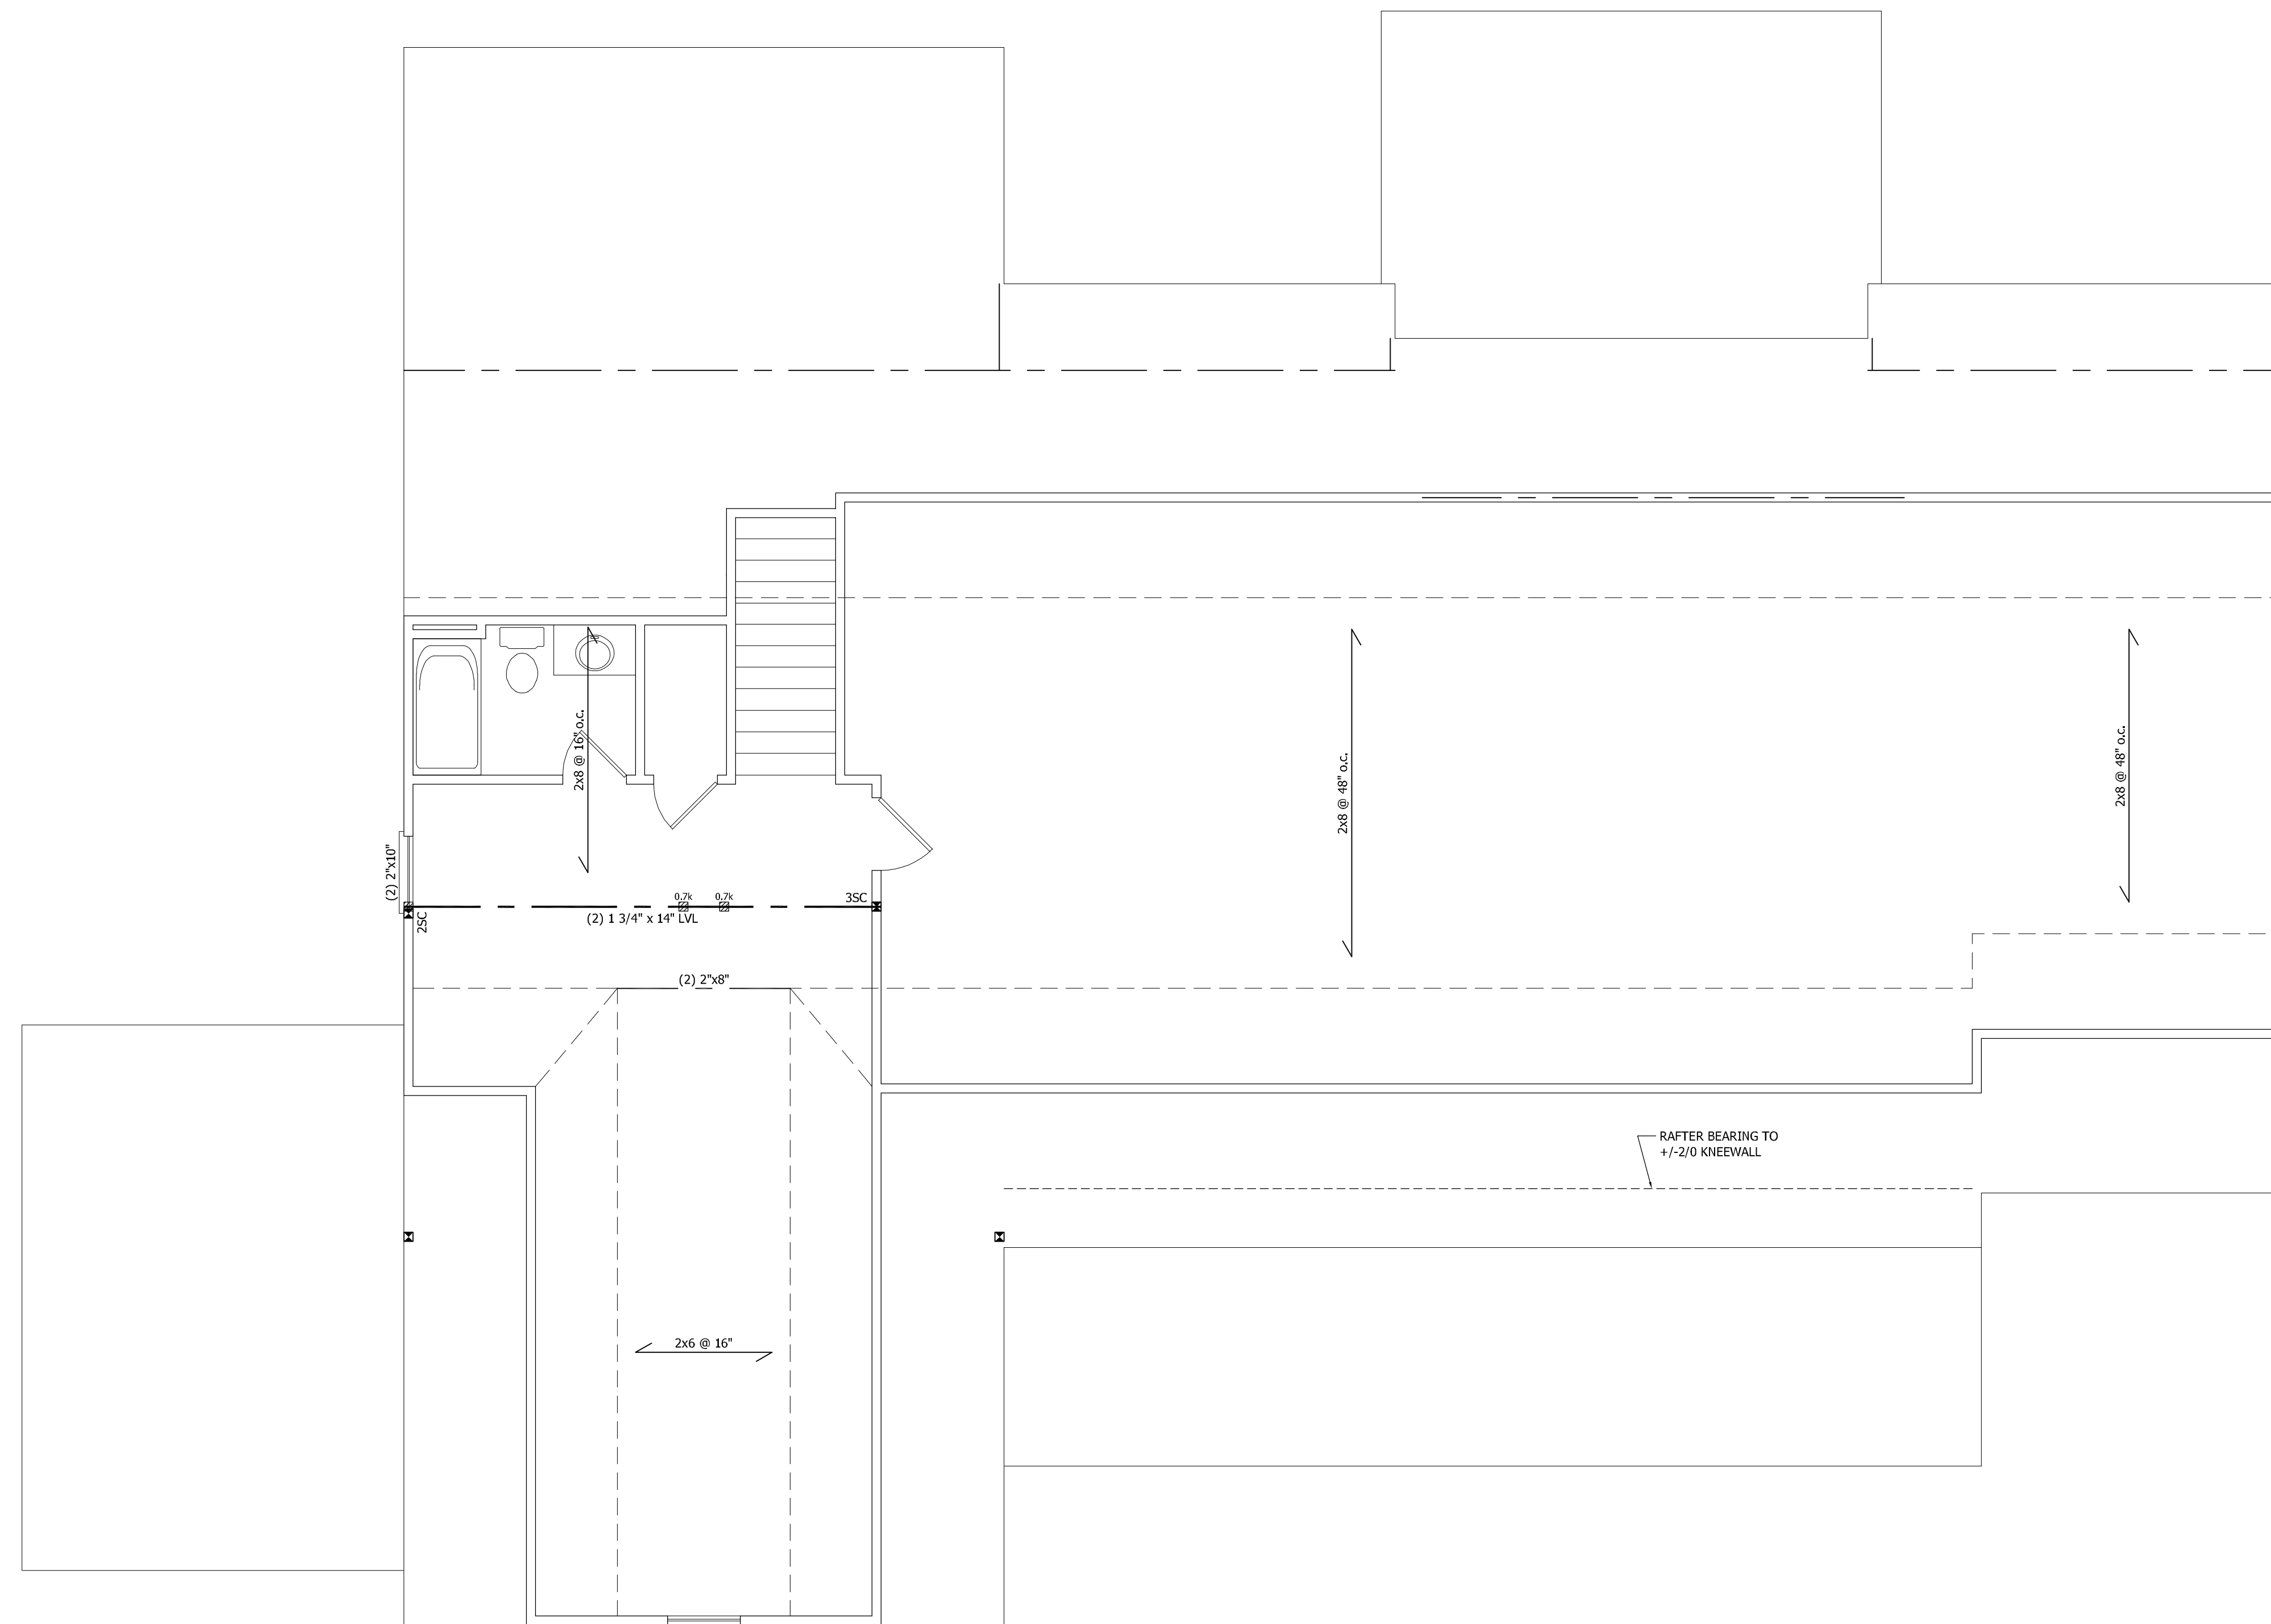 2x8 @ 16" o.c.
2x8 @ 48" o.c.
2x8 @ 48" o.c.
(2) 2"x10"
0.7k
0.7k
3SC
(2) 1 3/4" x 14" LVL
2SC
(2) 2"x8"
RAFTER BEARING TO
+/-2/0 KNEEWALL
2x6 @ 16"